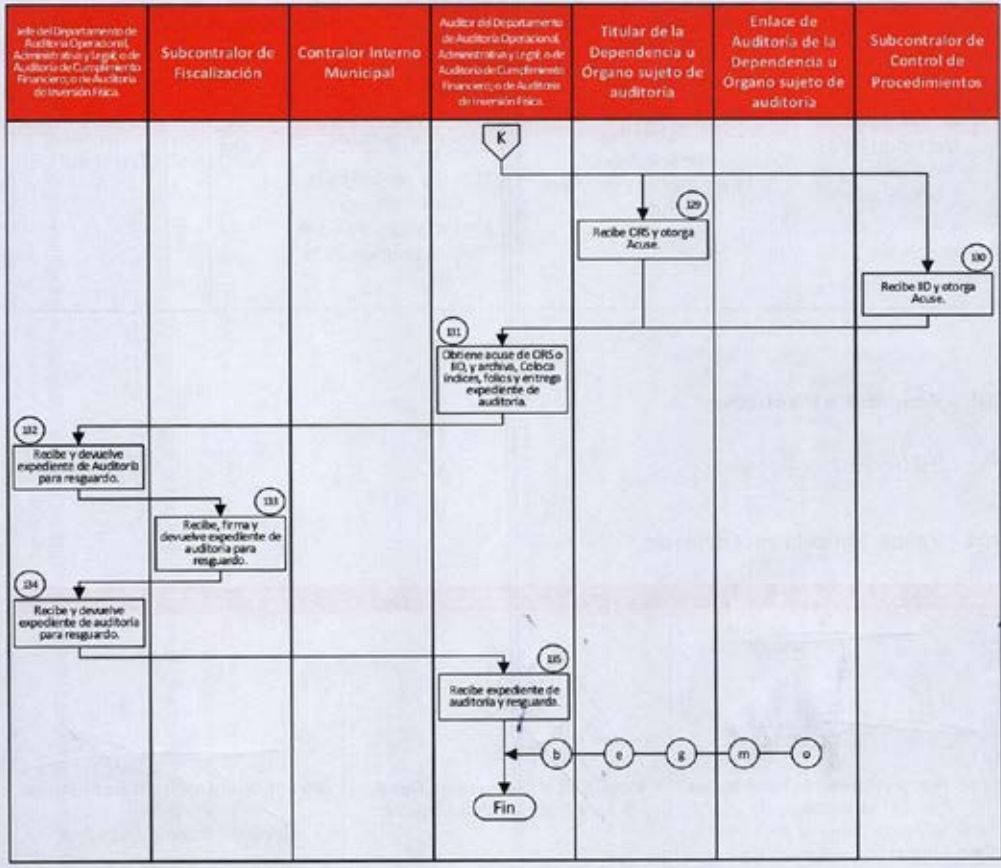 Jefe del Departamento de
Auditoría Operacional,
Administrativa y Legal; o de
Auditoría de Cumplimiento
Financiero; o de Auditoría
de Inversión Física.
Subcontralor de
Fiscalización
Contralor Interno
Municipal
Auditor del Departamento
de Auditoría Operacional,
Administrativa y Legal; o de
Auditoría de Cumplimiento
Financiero; o de Auditoría
de Inversión Física.
Titular de la
Dependencia u
Órgano sujeto de
auditoría
Enlace de
Auditoría de la
Dependencia u
Órgano sujeto de
auditoría
Subcontralor de
Control de
Procedimientos
K
129
Recibe CIRS y otorga
Acuse.
130
Recibe IID y otorga
Acuse.
131
Obtiene acuse de CIRS o
IID, y archiva, Coloca
índices, folios y entrega
expediente de
auditoría.
132
Recibe y devuelve
expediente de Auditoría
para resguardo.
133
Recibe, firma y
devuelve expediente de
auditoría para
resguardo.
134
Recibe y devuelve
expediente de auditoría
para resguardo.
135
Recibe expediente de
auditoría y resguarda.
b e g m o
Fin